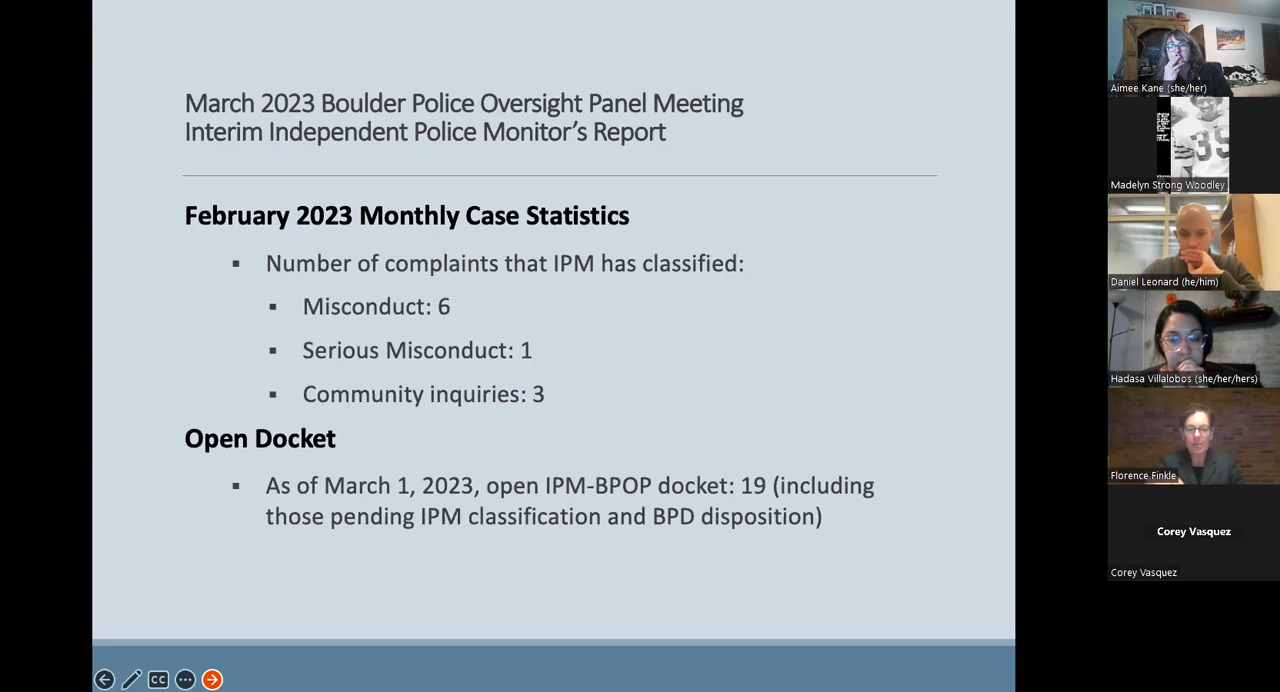 March 2023 Boulder Police Oversight Panel Meeting
Interim Independent Police Monitor’s Report
February 2023 Monthly Case Statistics
▪ Number of complaints that IPM has classified:
▪ Misconduct: 6
▪ Serious Misconduct: 1
▪ Community inquiries: 3
Open Docket
▪ As of March 1, 2023, open IPM-BPOP docket: 19 (including
those pending IPM classification and BPD disposition)
CC
Aimee Kane (she/her)
35
Madelyn Strong Woodley
Daniel Leonard (he/him)
Hadasa Villalobos (she/her/hers)
Florence Finkle
Corey Vasquez
Corey Vasquez